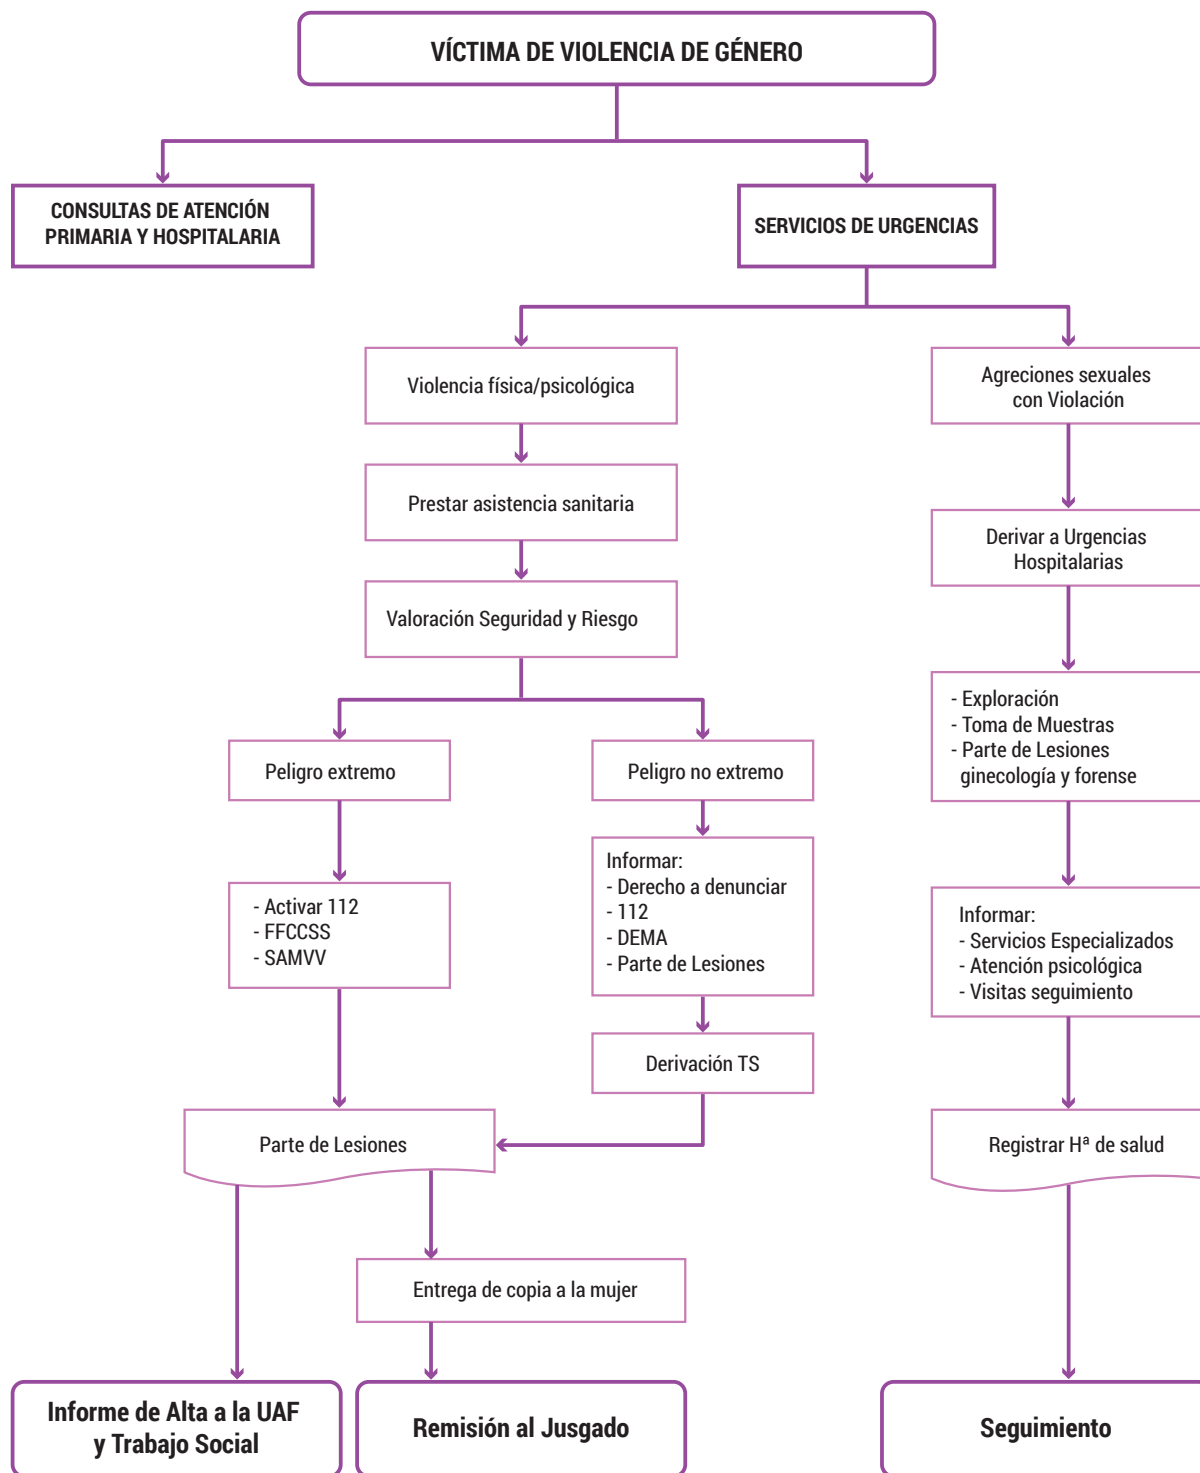 VÍCTIMA DE VIOLENCIA DE GÉNERO
CONSULTAS DE ATENCIÓN
PRIMARIA Y HOSPITALARIA
SERVICIOS DE URGENCIAS
Violencia física/psicológica
Agreciones sexuales
con Violación
Prestar asistencia sanitaria
Derivar a Urgencias
Hospitalarias
Valoración Seguridad y Riesgo
- Exploración
- Toma de Muestras
- Parte de Lesiones
ginecología y forense
Peligro extremo
Peligro no extremo
- Activar 112
- FFCCSS
- SAMVV
Informar:
- Derecho a denunciar
- 112
- DEMA
- Parte de Lesiones
Informar:
- Servicios Especializados
- Atención psicológica
- Visitas seguimiento
Derivación TS
Parte de Lesiones
Registrar Hª de salud
Entrega de copia a la mujer
Informe de Alta a la UAF
y Trabajo Social
Remisión al Jusgado
Seguimiento